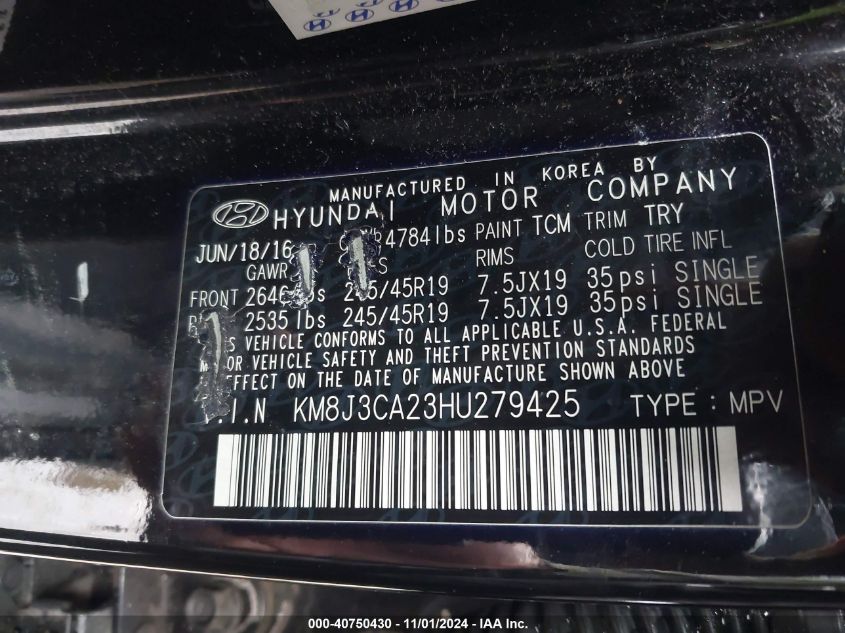 MANUFACTURED IN KOREA BY
HYUNDAI MOTOR COMPANY
JUN/18/16 4784lbs PAINT TCM TRIM TRY
GAWR RIMS COLD TIRE INFL
FRONT /45R19 7.5JX19 35psi SINGLE
2535 lbs 245/45R19 7.5JX19 35psi SINGLE
VEHICLE CONFORMS TO ALL APPLICABLE U.S.A. FEDERAL
VEHICLE SAFETY AND THEFT PREVENTION STANDARDS
EFFECT ON THE DATE OF MANUFACTURE SHOWN ABOVE
.I.N KM8J3CA23HU279425 TYPE : MPV
000-40750430 - 11/01/2024 - IAA Inc.